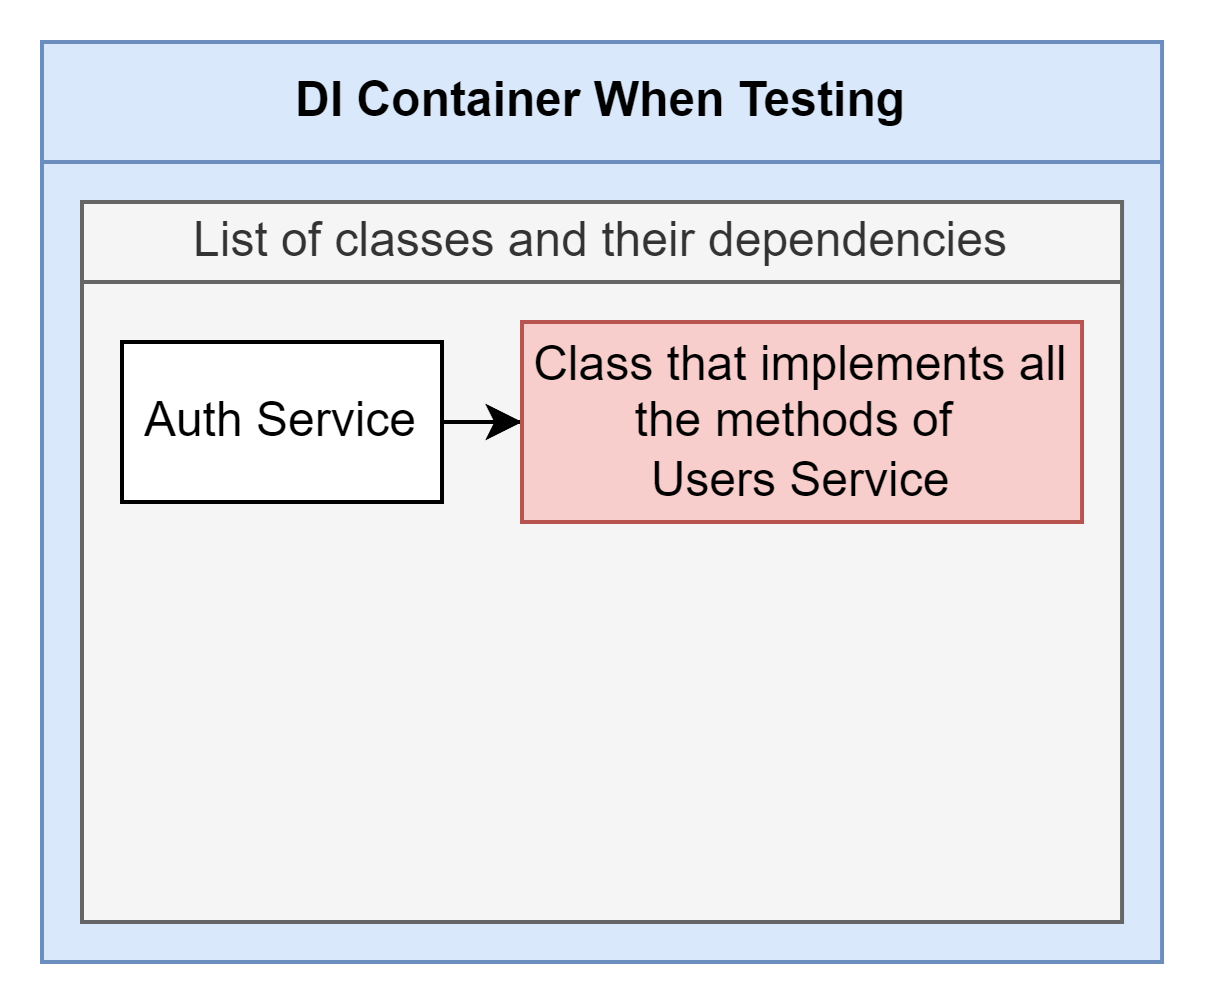 DI Container When Testing
List of classes and their dependencies
Auth Service
Class that implements all
the methods of
Users Service